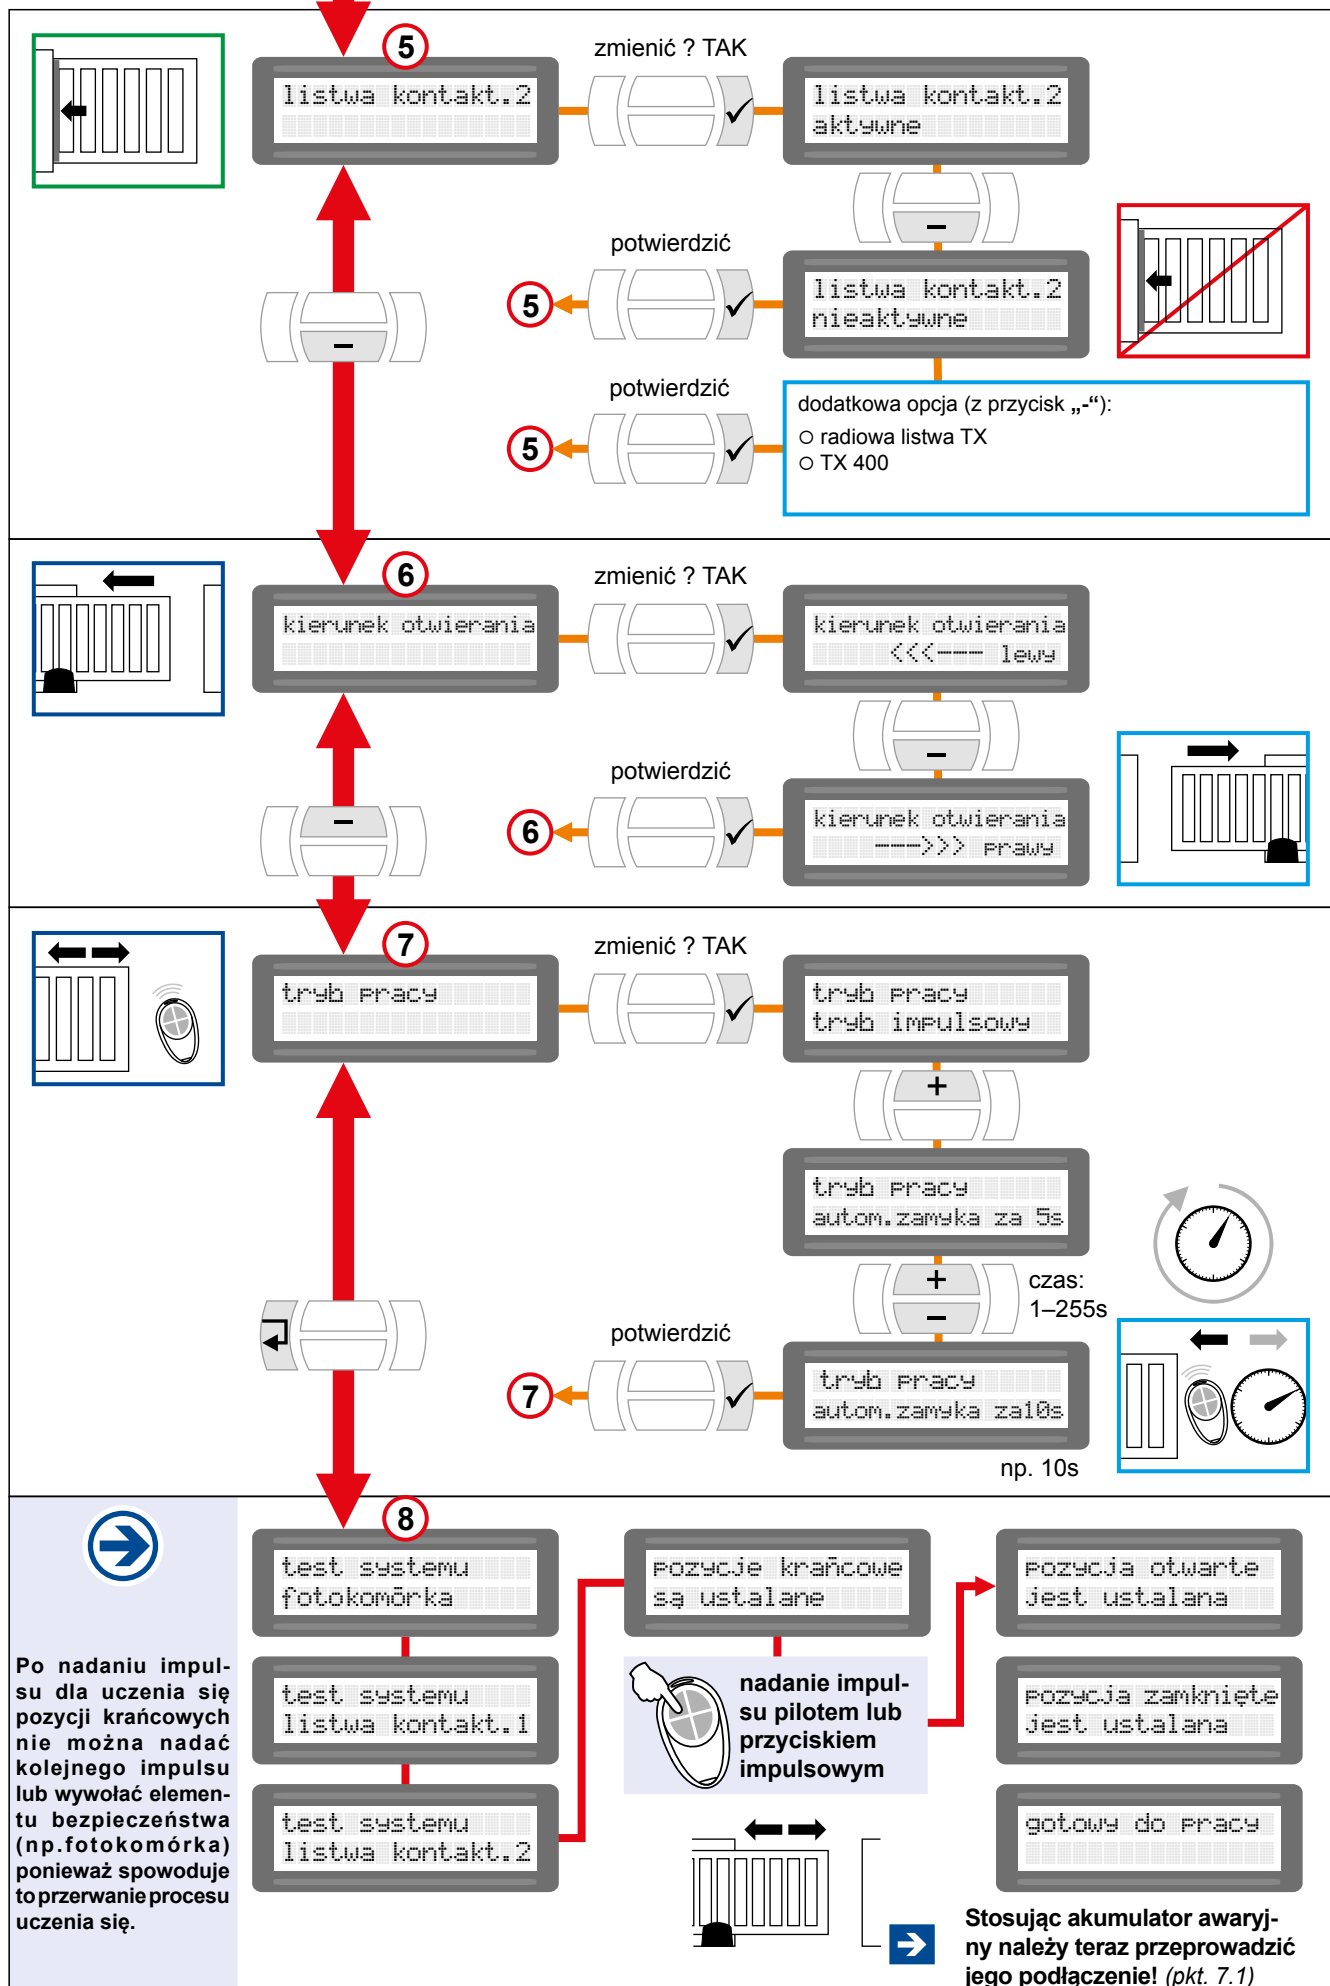 5
zmienić ? TAK
listwa kontakt.2
listwa kontakt.2
aktywne
✓
–
potwierdzić
5
✓
listwa kontakt.2
nieaktywne
–
potwierdzić
5
✓
dodatkowa opcja (z przycisk „-“):
○ radiowa listwa TX
○ TX 400
6
zmienić ? TAK
kierunek otwierania
✓
kierunek otwierania
<<<--- lewy
–
potwierdzić
–
6
✓
kierunek otwierania
--->>> prawy
7
zmienić ? TAK
tryb pracy
✓
tryb pracy
tryb impulsowy
+
tryb pracy
autom.zamyka za 5s
+
–
czas:
1–255s
potwierdzić
7
✓
tryb pracy
autom.zamyka za10s
np. 10s
8
test systemu
fotokomōrka
test systemu
listwa kontakt.1
test systemu
listwa kontakt.2
pozycje krańcowe
są ustalane
nadanie impul-
su pilotem lub
przyciskiem
impulsowym
pozycja otwarte
jest ustalana
pozycja zamknięte
jest ustalana
gotowy do pracy
Po nadaniu impul-
su dla uczenia się
pozycji krańcowych
nie można nadać
kolejnego impulsu
lub wywołać elemen-
tu bezpieczeństwa
(np.fotokomórka)
ponieważ spowoduje
to przerwanie procesu
uczenia się.
Stosując akumulator awaryj-
ny należy teraz przeprowadzić
jego podłączenie! (pkt. 7.1)